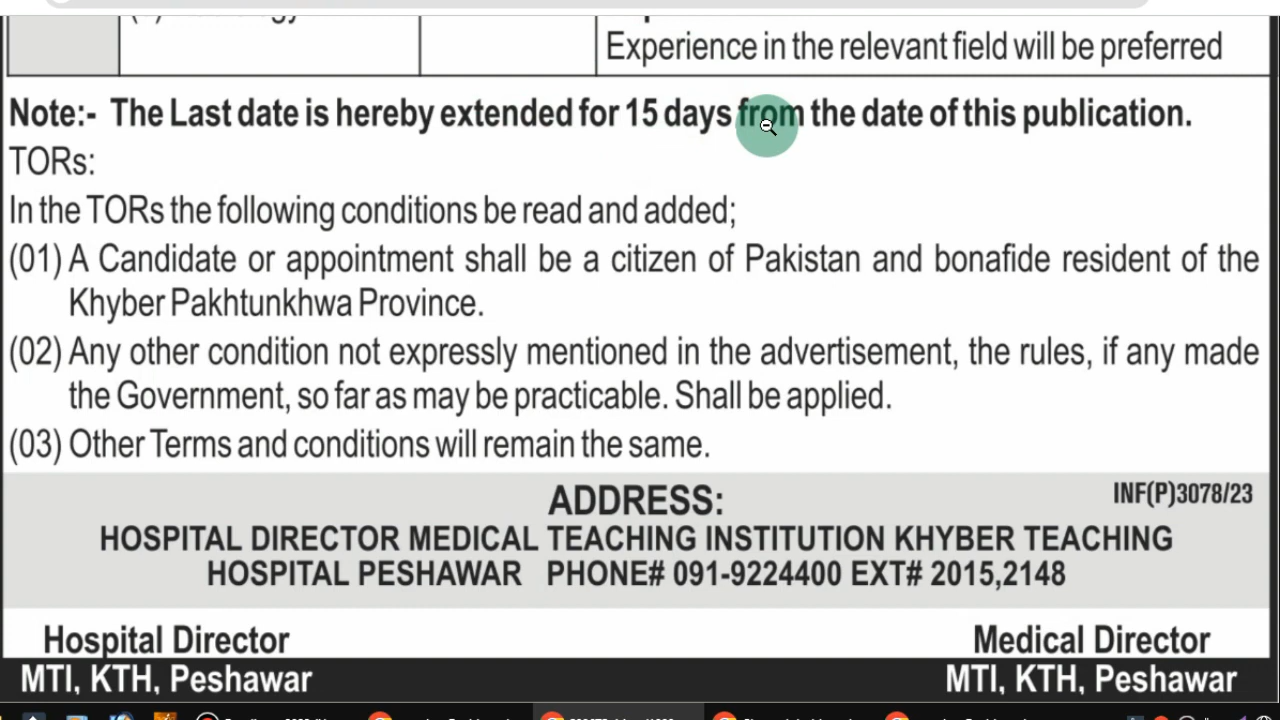 Experience in the relevant field will be preferred
Note:- The Last date is hereby extended for 15 days from the date of this publication.
TORs:
In the TORs the following conditions be read and added;
(01) A Candidate or appointment shall be a citizen of Pakistan and bonafide resident of the
Khyber Pakhtunkhwa Province.
(02) Any other condition not expressly mentioned in the advertisement, the rules, if any made
the Government, so far as may be practicable. Shall be applied.
(03) Other Terms and conditions will remain the same.
ADDRESS:
INF(P)3078/23
HOSPITAL DIRECTOR MEDICAL TEACHING INSTITUTION KHYBER TEACHING
HOSPITAL PESHAWAR PHONE# 091-9224400 EXT# 2015,2148
Hospital Director
Medical Director
MTI, KTH, Peshawar
MTI, KTH, Peshawar